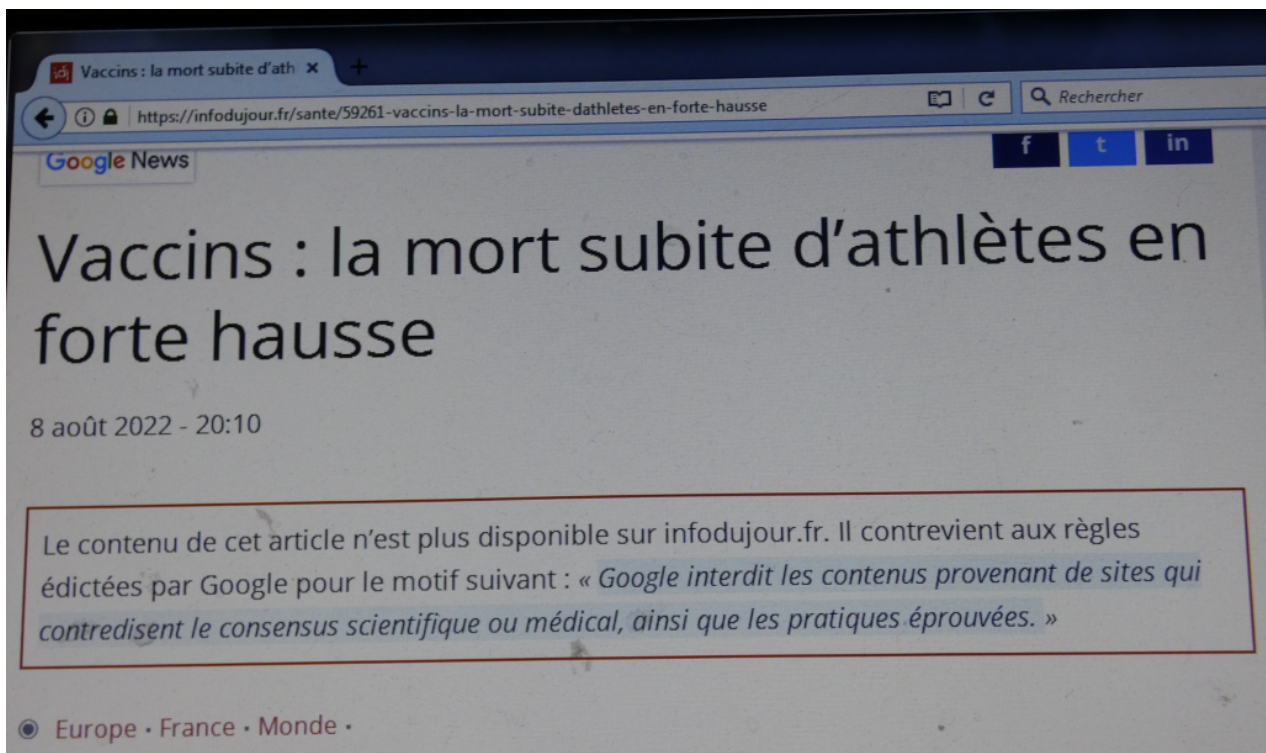 Vaccins : la mort subite d'ath
https://infodujour.fr/sante/59261-vaccins-la-mort-subite-dathletes-en-forte-hausse
Rechercher
Google News
f t in
Vaccins : la mort subite d'athlètes en
forte hausse
8 août 2022 - 20:10
Le contenu de cet article n'est plus disponible sur infodujour.fr. Il contrevient aux règles
édictées par Google pour le motif suivant : « Google interdit les contenus provenant de sites qui
contredisent le consensus scientifique ou médical, ainsi que les pratiques éprouvées. »
Europe · France · Monde ·